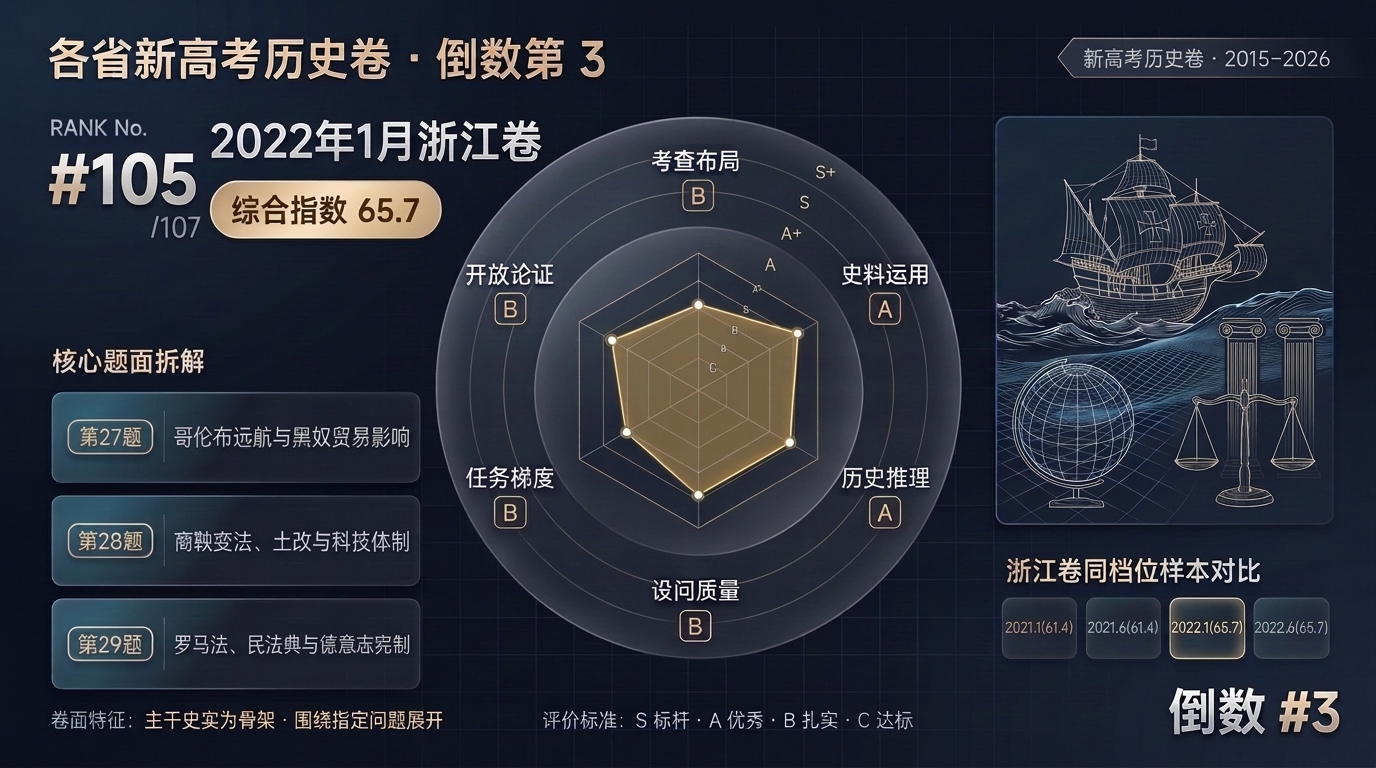 各省新高考历史卷 · 倒数第 3
新高考历史卷 · 2015-2026
RANK No.
#105
/107
2022年1月浙江卷
综合指数 65.7
核心题面拆解
第27题 哥伦布远航与黑奴贸易影响
第28题 商鞅变法、土改与科技体制
第29题 罗马法、民法典与德意志宪制
卷面特征：主干史实为骨架 · 围绕指定问题展开
考查布局
B
史料运用
A
历史推理
A
设问质量
B
任务梯度
B
开放论证
B
S+
S
A+
A
S
B
B
C
评价标准：S 标杆 · A 优秀 · B 扎实 · C 达标
浙江卷同档位样本对比
2021.1(61.4)
2021.6(61.4)
2022.1(65.7)
2022.6(65.7)
倒数 #3